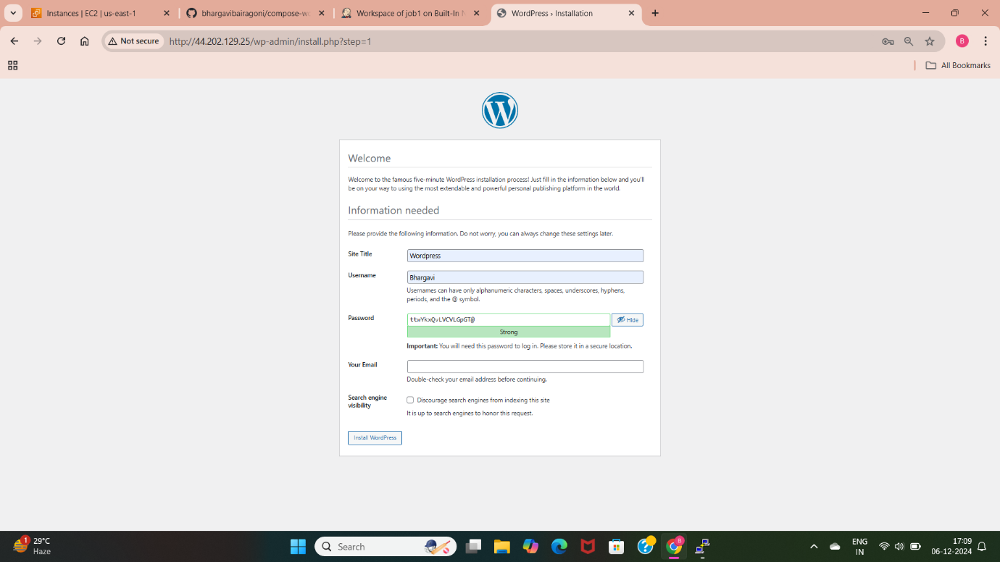 Instances | EC2 | us-east-1
bhargavibairagoni/compose-wo
Workspace of job1 on Built-In N
WordPress › Installation
Not secure
http://44.202.129.25/wp-admin/install.php?step=1
B
All Bookmarks
W
Welcome
Welcome to the famous five-minute WordPress installation process! Just fill in the information below and you'll
be on your way to using the most extendable and powerful personal publishing platform in the world.
Information needed
Please provide the following information. Do not worry, you can always change these settings later.
Site Title
Wordpress
Username
Bhargavi
Usernames can have only alphanumeric characters, spaces, underscores, hyphens,
periods, and the @ symbol.
Password
ttwYkxQvLVCVLGpGT@
Hide
Strong
Important: You will need this password to log in. Please store it in a secure location.
Your Email
Double-check your email address before continuing.
Search engine
visibility
Discourage search engines from indexing this site
It is up to search engines to honor this request.
Install WordPress
1
29°C
Haze
Search
B
ENG
IN
17:09
06-12-2024